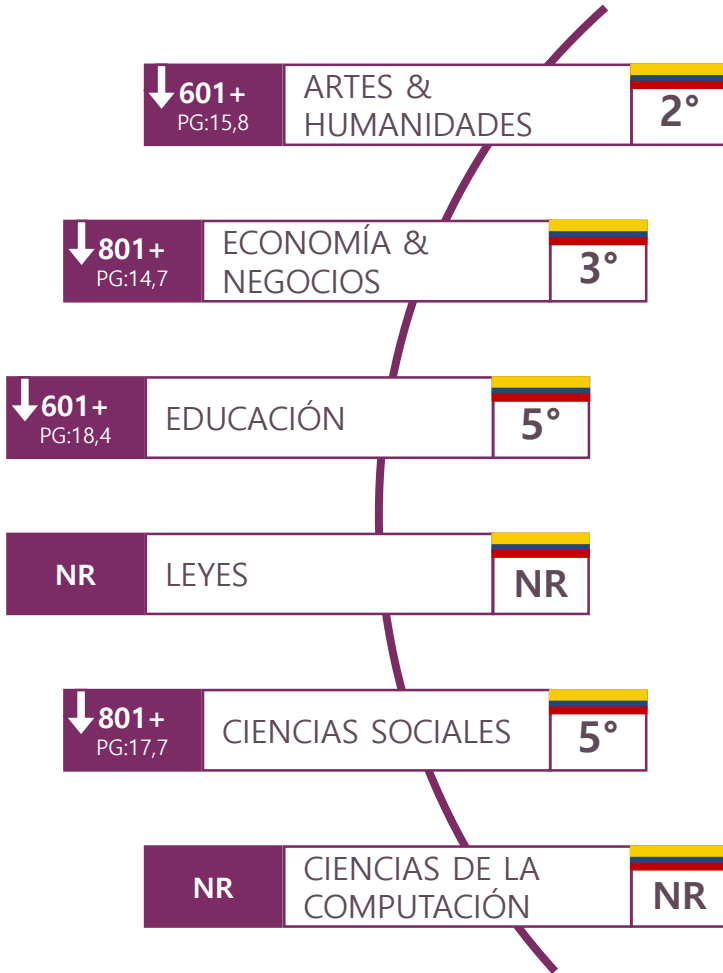 601+
PG:15,8
ARTES &
HUMANIDADES
2°
801+
PG:14,7
ECONOMÍA &
NEGOCIOS
3°
601+
PG:18,4
EDUCACIÓN
5°
NR
LEYES
NR
801+
PG:17,7
CIENCIAS SOCIALES
5°
NR
CIENCIAS DE LA
COMPUTACIÓN
NR